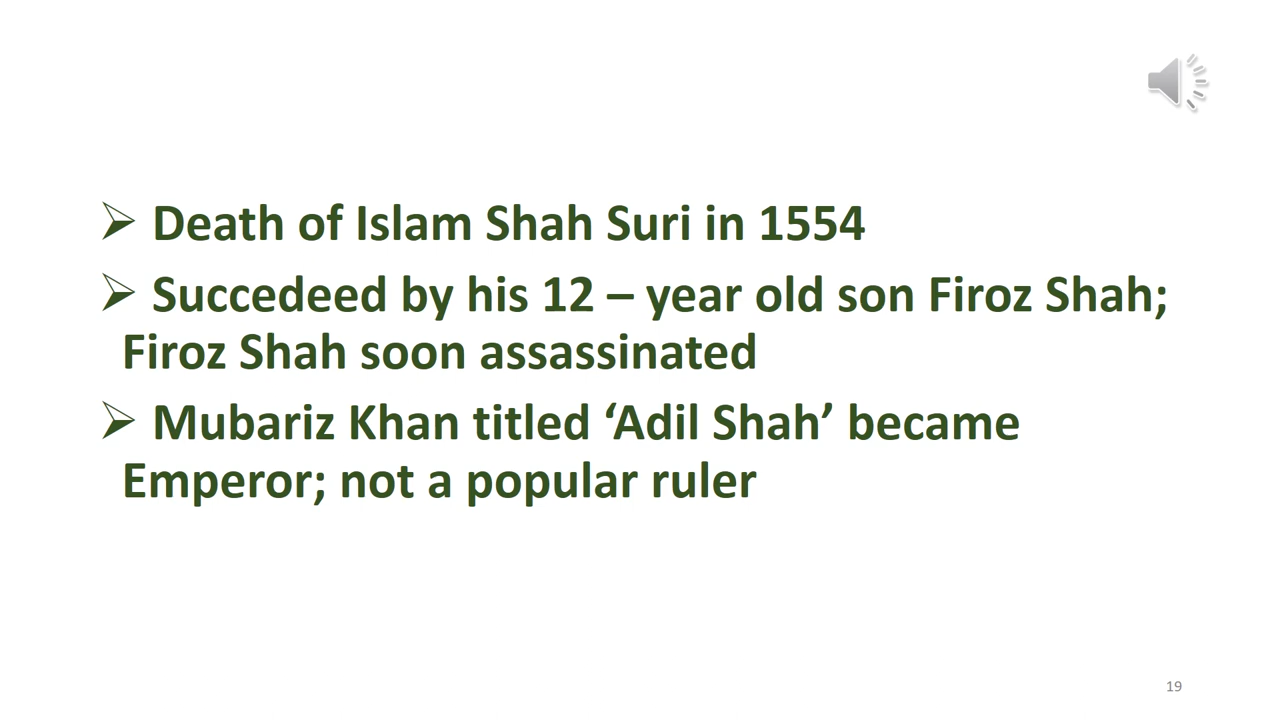 ➢ Death of Islam Shah Suri in 1554
➢ Succedeed by his 12 – year old son Firoz Shah;
Firoz Shah soon assassinated
➢ Mubariz Khan titled ‘Adil Shah’ became
Emperor; not a popular ruler
19